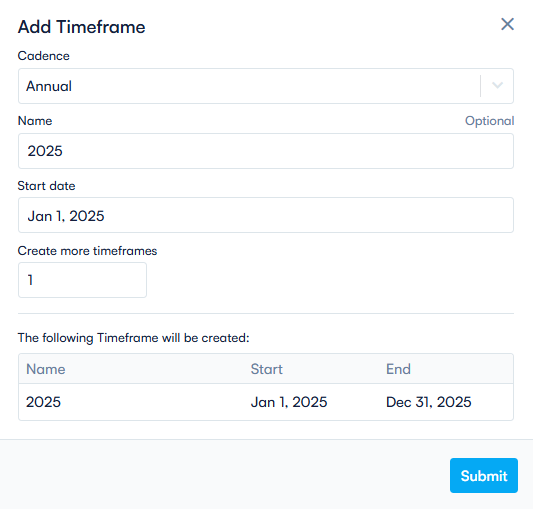 Add Timeframe
Cadence
Annual
Name Optional
2025
Start date
Jan 1, 2025
Create more timeframes
1
The following Timeframe will be created:
Name Start End
2025 Jan 1, 2025 Dec 31, 2025
Submit